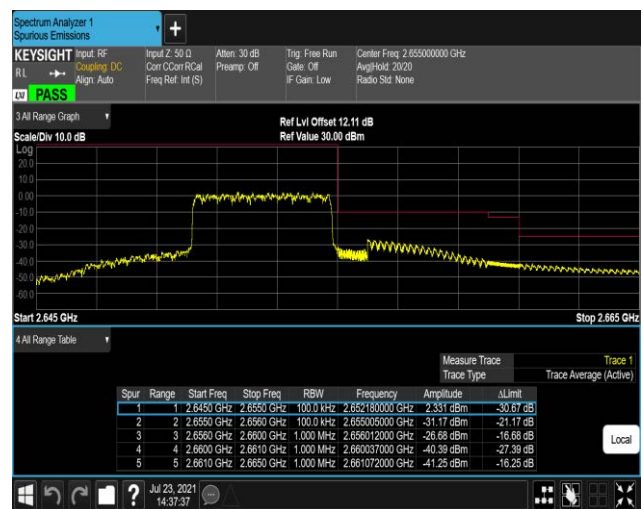 Spectrum Analyzer 1
Spurious Emissions
+
KEYSIGHT Input: RF Input Z: 50 Ω Atten: 30 dB Trig: Free Run Center Freq: 2.655000000 GHz
RL Coupling: DC Corr CCorr RCal Preamp: Off Gate: Off Avg|Hold: 20/20
Align: Auto Freq Ref: Int (S) IF Gain: Low Radio Std: None
LXI PASS
3 All Range Graph
Ref Lvl Offset 12.11 dB
Scale/Div 10.0 dB Ref Value 30.00 dBm
Log
20.0
10.0
0.00
-10.0
-20.0
-30.0
-40.0
-50.0
-60.0
Start 2.645 GHz Stop 2.665 GHz
4 All Range Table
Measure Trace Trace 1
Trace Type Trace Average (Active)
Spur Range Start Freq Stop Freq RBW Frequency Amplitude ΔLimit
1 1 2.6450 GHz 2.6550 GHz 100.0 kHz 2.652180000 GHz 2.331 dBm -30.67 dB
2 2 2.6550 GHz 2.6560 GHz 100.0 kHz 2.655005000 GHz -31.17 dBm -21.17 dB
3 3 2.6560 GHz 2.6600 GHz 1.000 MHz 2.656012000 GHz -26.68 dBm -16.68 dB
4 4 2.6600 GHz 2.6610 GHz 1.000 MHz 2.660037000 GHz -40.39 dBm -27.39 dB
5 5 2.6610 GHz 2.6650 GHz 1.000 MHz 2.661072000 GHz -41.25 dBm -16.25 dB
Local
? Jul 23, 2021
14:37:37